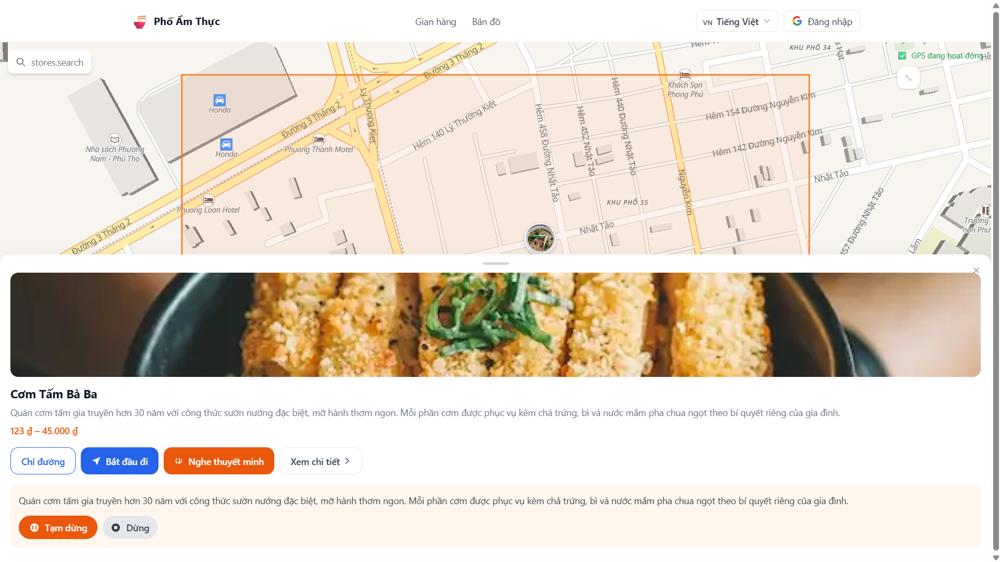 Phố Ẩm Thực
Gian hàng
Bản đồ
VN Tiếng Việt
Đăng nhập
stores.search
GPS đang hoạt động
KHU PHỐ 34
Đường 3 Tháng 2
Khách Sạn
Phong Phú
Honda
Honda
Nhà sách Phương
Nam - Phú Thọ
Đường 3 Tháng 2
Ly Thuong Kiet
Phuong Thanh Motel
Hẻm 140 Lý Thường Kiệt
Hẻm 458 Đường Nhật Tảo
Hẻm 452 Nhật Tảo
Hẻm 440 Đường Nhật Tảo
Hẻm 154 Đường Nguyễn Kim
Hẻm 142 Đường Nguyễn Kim
Nguyễn Kim
Nhật Tảo
KHU PHỐ 35
Phuong Loan Hotel
Đường 3 Tháng 2
Nhật Tảo
457 Đường Nhật Tảo
Lâm
Trường
non Phư
Cơm Tấm Bà Ba
Quán cơm tấm gia truyền hơn 30 năm với công thức sườn nướng đặc biệt, mỡ hành thơm ngon. Mỗi phần cơm được phục vụ kèm chả trứng, bì và nước mắm pha chua ngọt theo bí quyết riêng của gia đình.
123 ₫ – 45.000 ₫
Chỉ đường
Bắt đầu đi
Nghe thuyết minh
Xem chi tiết
Quán cơm tấm gia truyền hơn 30 năm với công thức sườn nướng đặc biệt, mỡ hành thơm ngon. Mỗi phần cơm được phục vụ kèm chả trứng, bì và nước mắm pha chua ngọt theo bí quyết riêng của gia đình.
Tạm dừng
Dừng